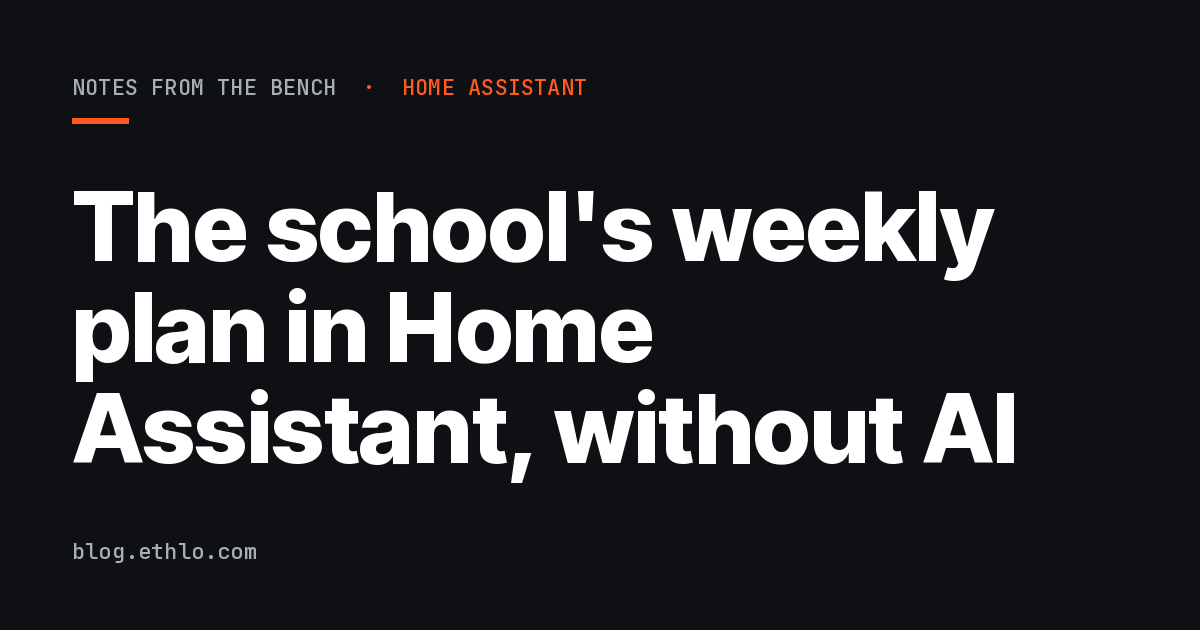 NOTES FROM THE BENCH · HOME ASSISTANT
The school's weekly
plan in Home
Assistant, without AI
blog.ethlo.com